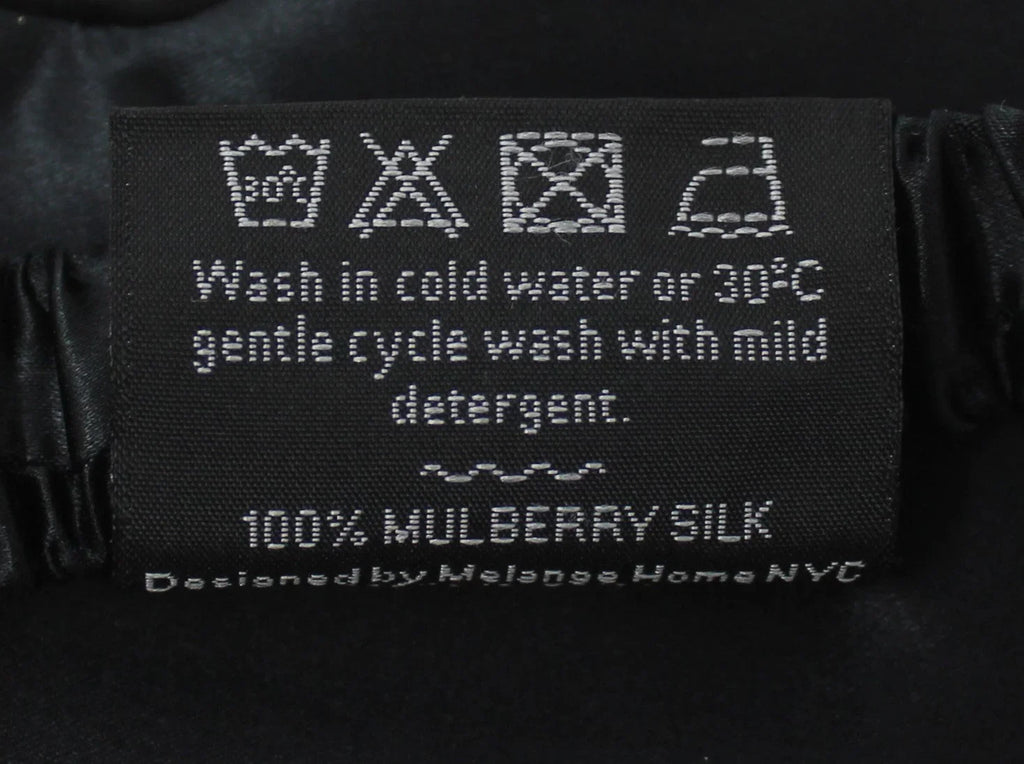 30°C
Wash in cold water or 30°C
gentle cycle wash with mild
detergent.
100% MULBERRY SILK
Designed by Melange Home NYC